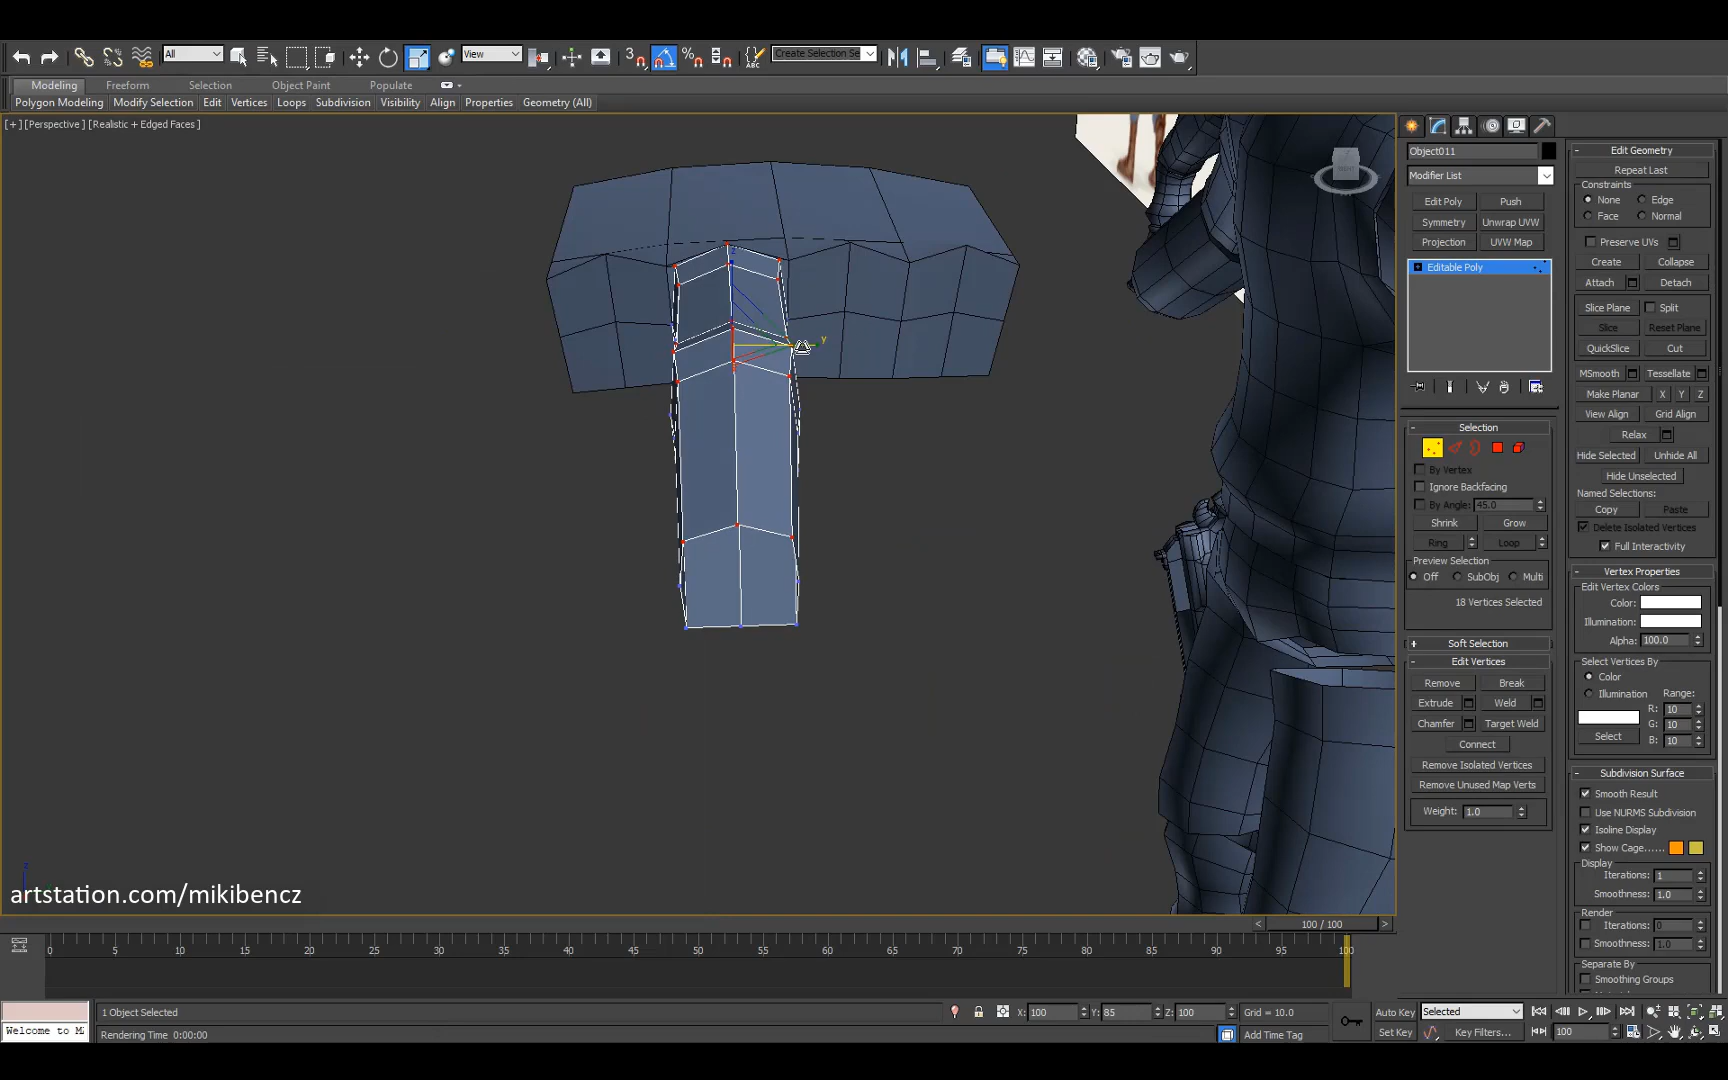 All
View
3
%
ABC
Create Selection Se
Modeling Freeform Selection Object Paint Populate
Polygon Modeling Modify Selection Edit Vertices Loops Subdivision Visibility Align Properties Geometry (All)
[+] [Perspective] [Realistic + Edged Faces]
z
y
z
artstation.com/mikibencz
Object011
Modifier List
Edit Poly Push
Symmetry Unwrap UVW
Projection UVW Map
Editable Poly
Selection
By Vertex
Ignore Backfacing
By Angle: 45.0
Shrink Grow
Ring Loop
Preview Selection
Off SubObj Multi
18 Vertices Selected
+ Soft Selection
- Edit Vertices
Remove Break
Extrude Weld
Chamfer Target Weld
Connect
Remove Isolated Vertices
Remove Unused Map Verts
Weight: 1.0
- Edit Geometry
Repeat Last
Constraints
None Edge
Face Normal
Preserve UVs
Create Collapse
Attach Detach
Slice Plane Split
Slice Reset Plane
QuickSlice Cut
MSmooth Tessellate
Make Planar X Y Z
View Align Grid Align
Relax
Hide Selected Unhide All
Hide Unselected
Named Selections:
Copy Paste
Delete Isolated Vertices
Full Interactivity
- Vertex Properties
Edit Vertex Colors
Color:
Illumination:
Alpha: 100.0
Select Vertices By
Color
Illumination Range:
R: 10
G: 10
Select B: 10
- Subdivision Surface
Smooth Result
Use NURMS Subdivision
Isoline Display
Show Cage......
Display
Iterations: 1
Smoothness: 1.0
Render
Iterations: 0
Smoothness: 1.0
Separate By
Smoothing Groups
< 100 / 100 >
0 5 10 15 20 25 30 35 40 45 50 55 60 65 70 75 80 85 90 95 100
1 Object Selected X: 100 Y: 85 Z: 100 Grid = 10.0 Auto Key Selected
Welcome to M
Rendering Time 0:00:00 Add Time Tag Set Key Key Filters... 100